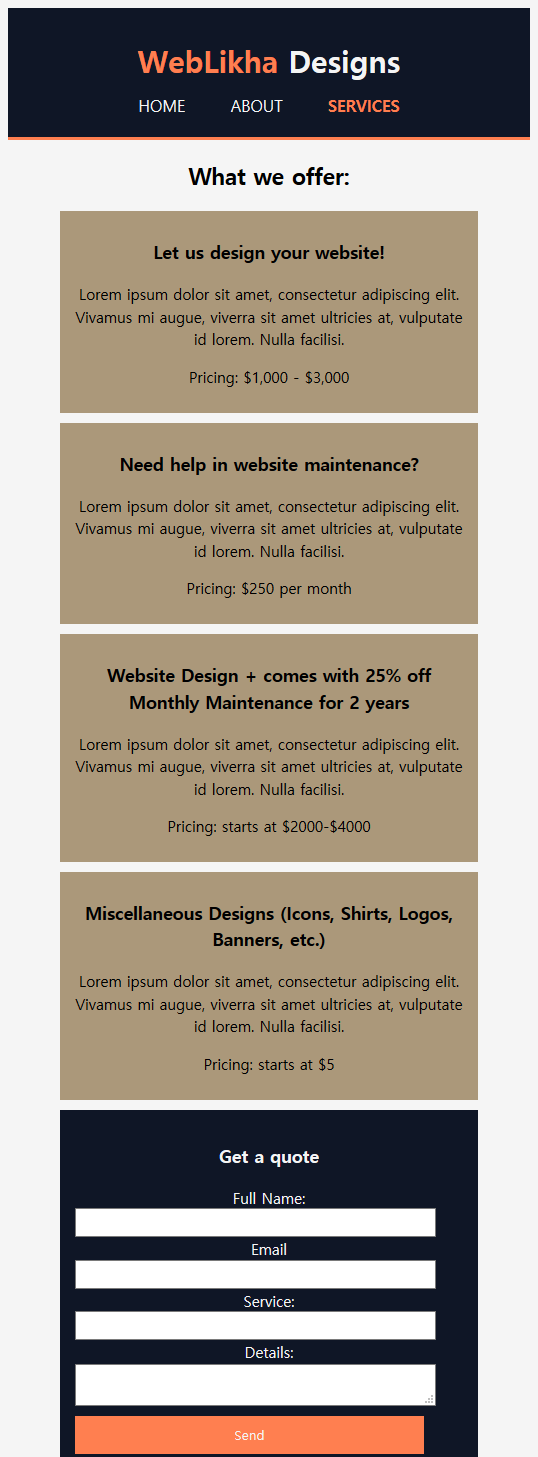 WebLikha Designs
HOME ABOUT SERVICES
What we offer:
Let us design your website!
Lorem ipsum dolor sit amet, consectetur adipiscing elit.
Vivamus mi augue, viverra sit amet ultricies at, vulputate
id lorem. Nulla facilisi.
Pricing: $1,000 - $3,000
Need help in website maintenance?
Lorem ipsum dolor sit amet, consectetur adipiscing elit.
Vivamus mi augue, viverra sit amet ultricies at, vulputate
id lorem. Nulla facilisi.
Pricing: $250 per month
Website Design + comes with 25% off
Monthly Maintenance for 2 years
Lorem ipsum dolor sit amet, consectetur adipiscing elit.
Vivamus mi augue, viverra sit amet ultricies at, vulputate
id lorem. Nulla facilisi.
Pricing: starts at $2000-$4000
Miscellaneous Designs (Icons, Shirts, Logos,
Banners, etc.)
Lorem ipsum dolor sit amet, consectetur adipiscing elit.
Vivamus mi augue, viverra sit amet ultricies at, vulputate
id lorem. Nulla facilisi.
Pricing: starts at $5
Get a quote
Full Name:
Email
Service:
Details:
Send